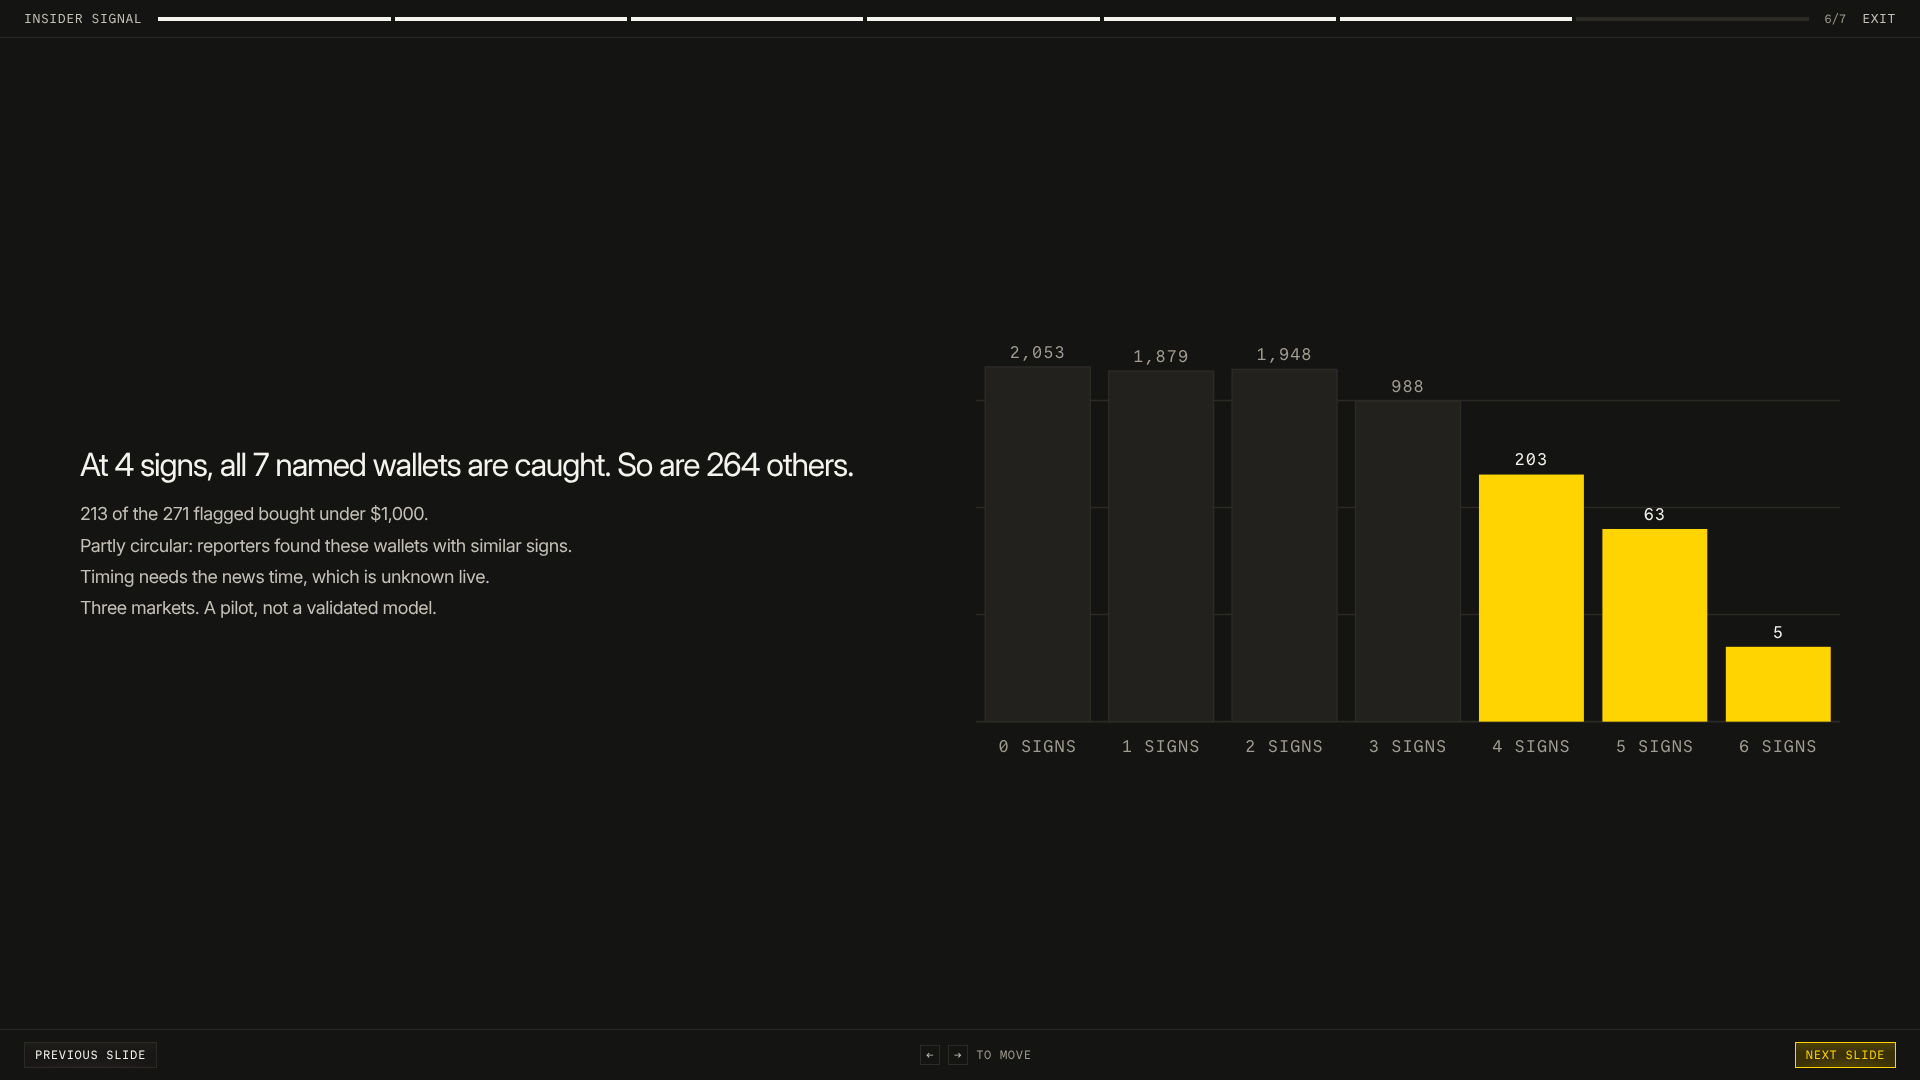 INSIDER SIGNAL
6/7 EXIT
At 4 signs, all 7 named wallets are caught. So are 264 others.
213 of the 271 flagged bought under $1,000.
Partly circular: reporters found these wallets with similar signs.
Timing needs the news time, which is unknown live.
Three markets. A pilot, not a validated model.
2,053
1,879
1,948
988
203
63
5
0 SIGNS
1 SIGNS
2 SIGNS
3 SIGNS
4 SIGNS
5 SIGNS
6 SIGNS
PREVIOUS SLIDE
← → TO MOVE
NEXT SLIDE